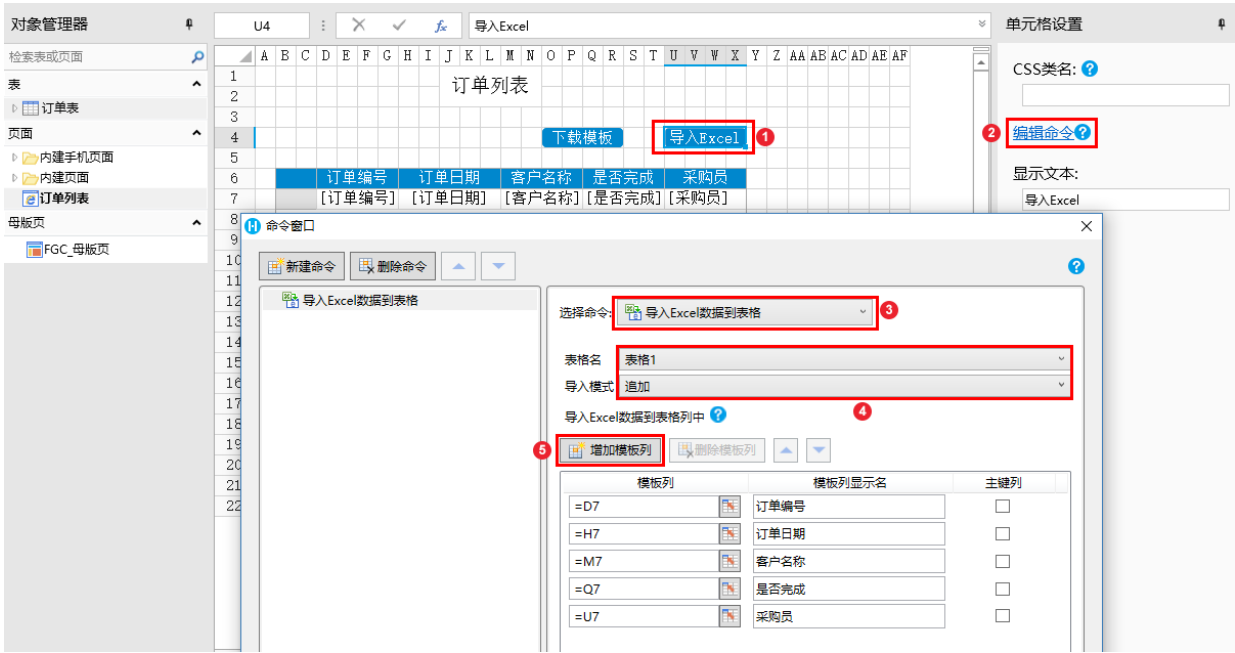 对象管理器
U4
导入Excel
单元格设置
检索表或页面
A B C D E F G H I J K L M N O P Q R S T U V W X Y Z AA AB AC AD AE AF
CSS类名:
表
1
订单列表
2
订单表
3
页面
4
下载模板
导入Excel
1
2
编辑命令
内建手机页面
5
内建页面
6
订单编号 订单日期 客户名称 是否完成 采购员
显示文本:
订单列表
7
[订单编号] [订单日期] [客户名称] [是否完成] [采购员]
导入Excel
母版页
8
命令窗口
9
FGC_母版页
10
新建命令
删除命令
11
12
导入Excel数据到表格
选择命令:
导入Excel数据到表格
3
13
14
15
表格名
表格1
16
导入模式
追加
17
导入Excel数据到表格列中
4
18
19
5
增加模板列
删除模板列
20
21
模板列 模板列显示名 主键列
22
=D7 订单编号
=H7 订单日期
=M7 客户名称
=Q7 是否完成
=U7 采购员